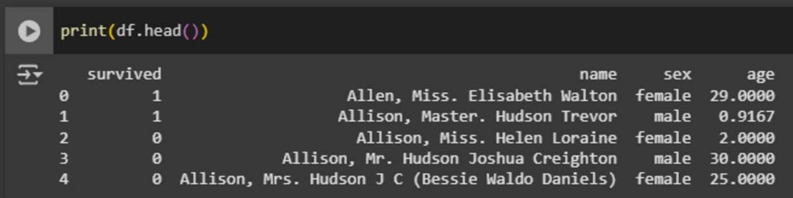 print(df.head())
survived name sex age
0 1 Allen, Miss. Elisabeth Walton female 29.0000
1 1 Allison, Master. Hudson Trevor male 0.9167
2 0 Allison, Miss. Helen Loraine female 2.0000
3 0 Allison, Mr. Hudson Joshua Creighton male 30.0000
4 0 Allison, Mrs. Hudson J C (Bessie Waldo Daniels) female 25.0000